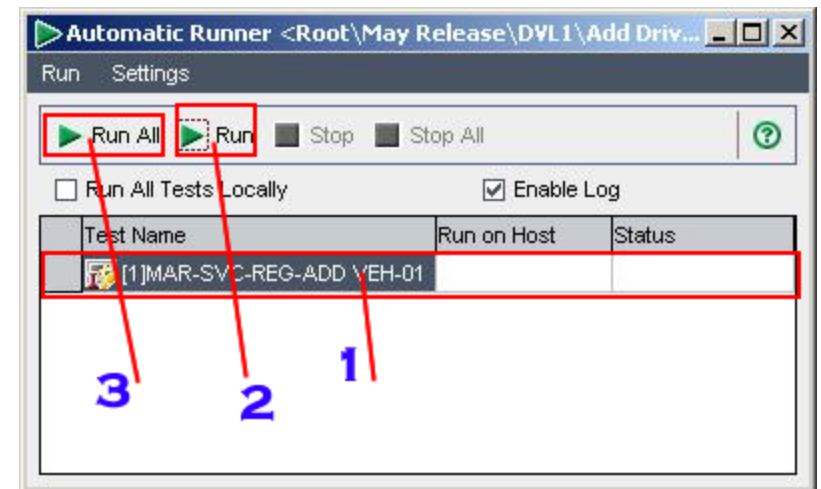 Automatic Runner <Root\May Release\DVL1\Add Driv...
Run Settings
Run All Run Stop Stop All
Run All Tests Locally Enable Log
Test Name Run on Host Status
[1]MAR-SVC-REG-ADD VEH-01
1
3 2